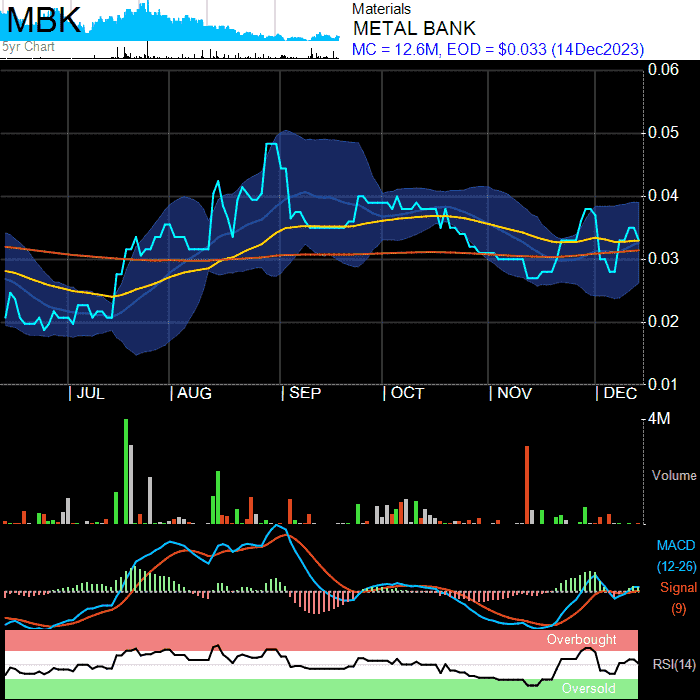 MBK
5yr Chart
Materials
METAL BANK
MC = 12.6M, EOD = $0.033 (14Dec2023)
0.06
0.05
0.04
0.03
0.02
0.01
JUL AUG SEP OCT NOV DEC
4M
Volume
MACD
(12-26)
Signal
(9)
Overbought
RSI(14)
Oversold